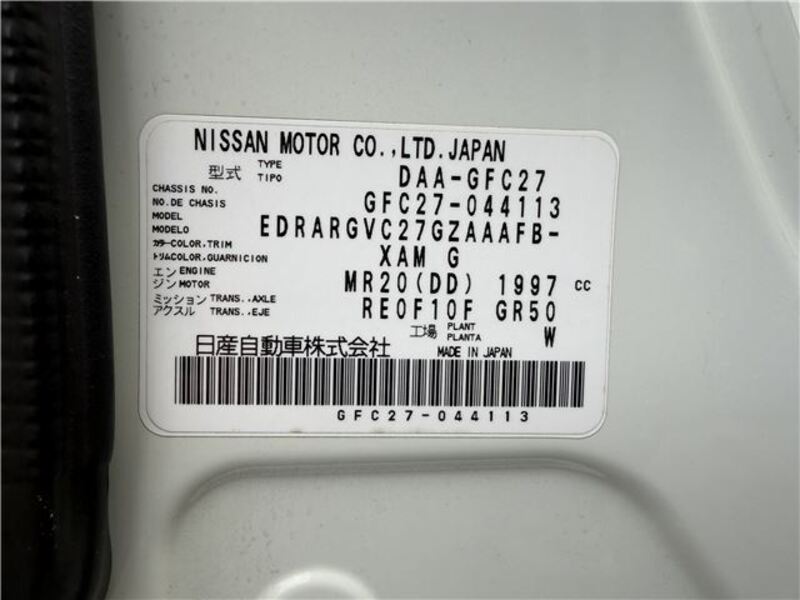 NISSAN MOTOR CO.,LTD.JAPAN
型式 TYPE TIPO DAA-GFC27
CHASSIS NO. NO.DE CHASIS GFC27-044113
MODEL MODELO EDRARGVC27GZAAAFB-
カラー COLOR,TRIM トリム COLOR,GUARNICION XAM G
エンジン ENGINE MOTOR MR20(DD) 1997 CC
ミッション TRANS.,AXLE アクスル TRANS.,EJE RE0F10F GR50
工場 PLANT PLANTA W
日産自動車株式会社 MADE IN JAPAN
GFC27-044113